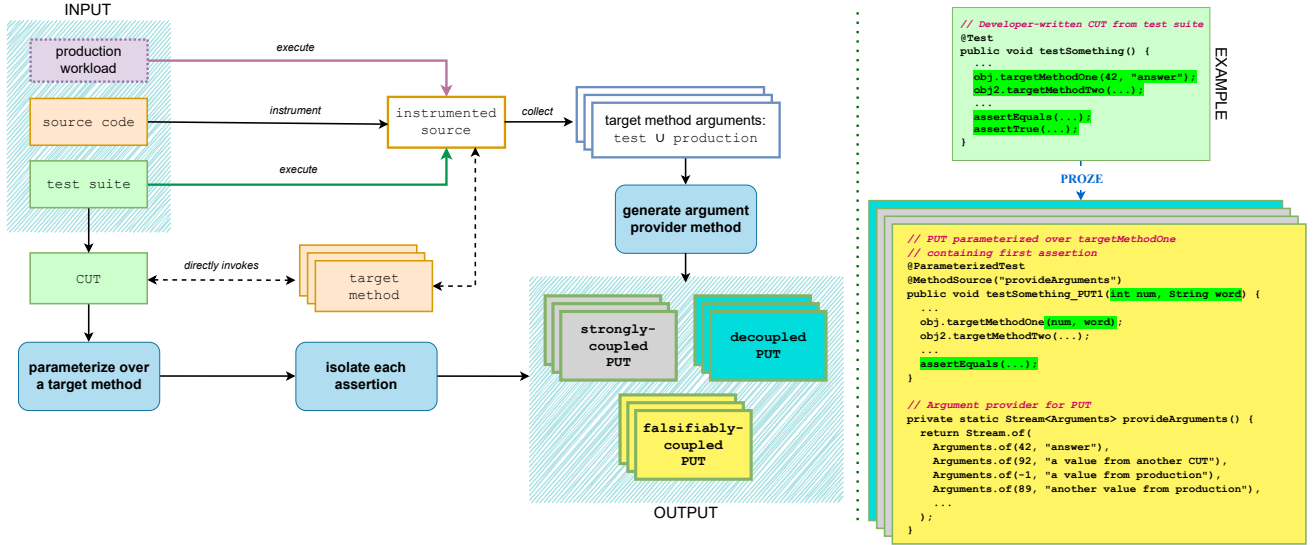 INPUT
production
workload
source code
test suite
execute
instrument
execute
instrumented
source
collect
target method arguments:
test ∪ production
generate argument
provider method
CUT
directly invokes
target
method
parameterize over
a target method
isolate each
assertion
strongly-
coupled
PUT
decoupled
PUT
falsifiably-
coupled
PUT
OUTPUT
EXAMPLE
// Developer-written CUT from test suite
@Test
public void testSomething() {
...
obj.targetMethodOne(42, "answer");
obj2.targetMethodTwo(...);
...
assertEquals(...);
assertTrue(...);
}
PROZE
// PUT parameterized over targetMethodOne
// containing first assertion
@ParameterizedTest
@MethodSource("provideArguments")
public void testSomething_PUT1(int num, String word) {
...
obj.targetMethodOne(num, word);
obj2.targetMethodTwo(...);
...
assertEquals(...);
}
// Argument provider for PUT
private static Stream<Arguments> provideArguments() {
return Stream.of(
Arguments.of(42, "answer"),
Arguments.of(92, "a value from another CUT"),
Arguments.of(-1, "a value from production"),
Arguments.of(89, "another value from production"),
...
);
}